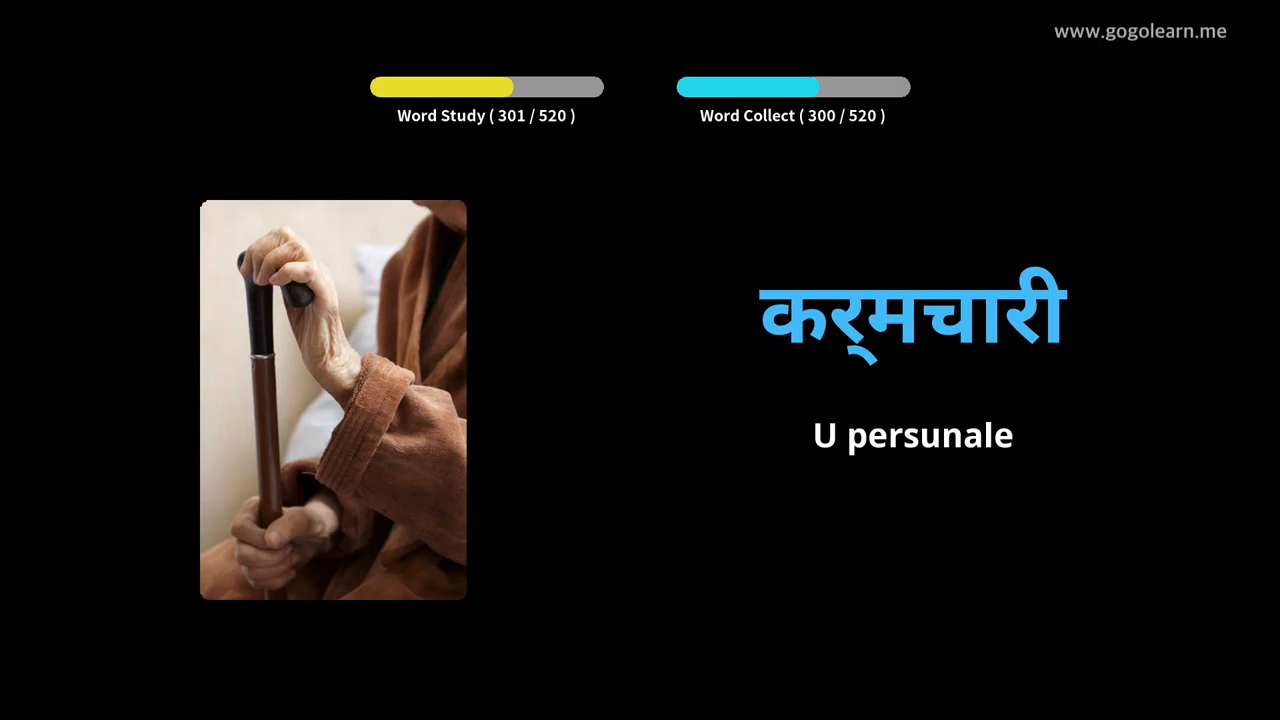 www.gogolearn.me
Word Study ( 301 / 520 )
Word Collect ( 300 / 520 )
कर्‌मचारी
U persunale